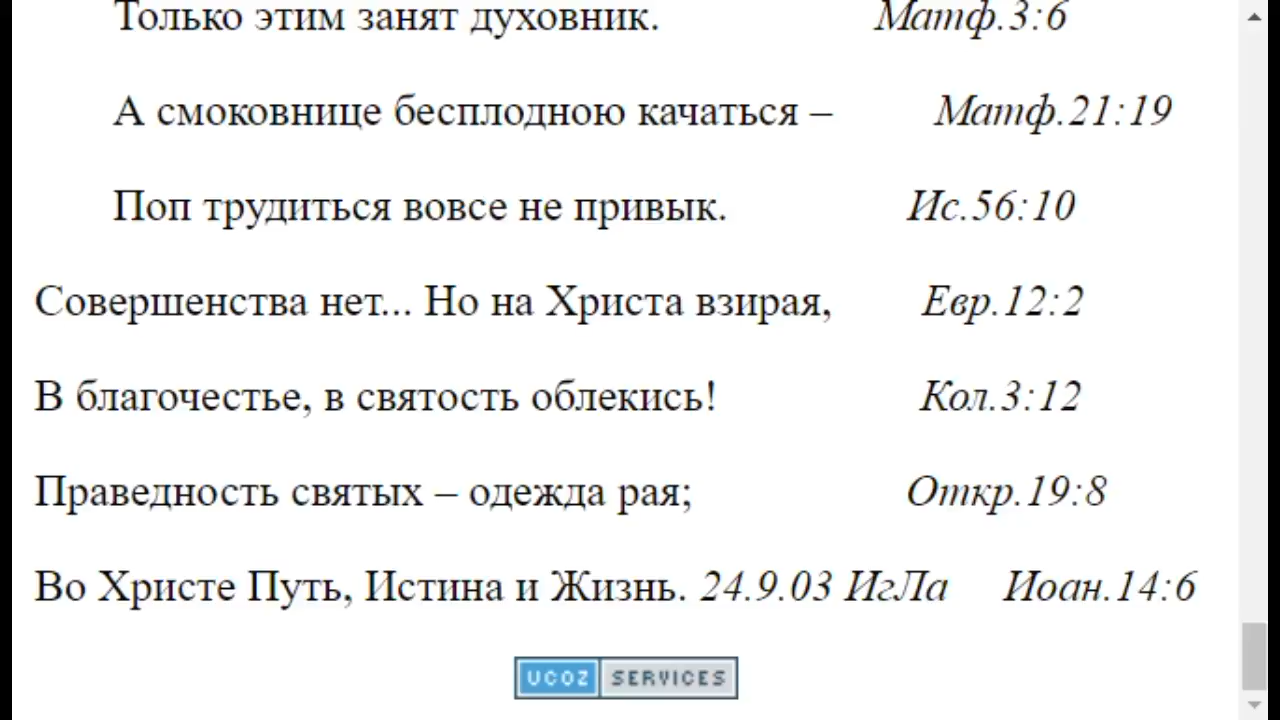 Только этим занят духовник. Матф.3:6
А смоковнице бесплодною качаться – Матф.21:19
Поп трудиться вовсе не привык. Ис.56:10
Совершенства нет... Но на Христа взирая, Евр.12:2
В благочестье, в святость облекись! Кол.3:12
Праведность святых – одежда рая; Откр.19:8
Во Христе Путь, Истина и Жизнь. 24.9.03 ИгЛа Иоан.14:6
UCOZ SERVICES